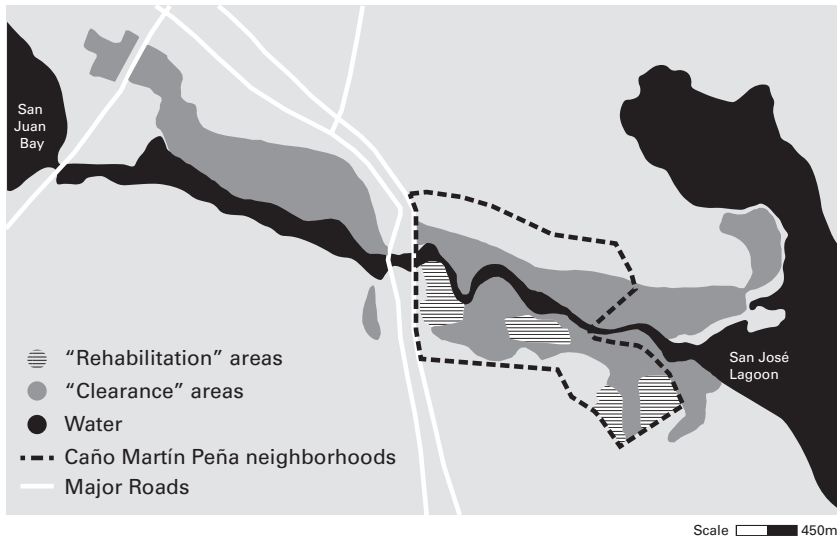 San
Juan
Bay
San José
Lagoon
“Rehabilitation” areas
“Clearance” areas
Water
Caño Martín Peña neighborhoods
Major Roads
Scale 450m